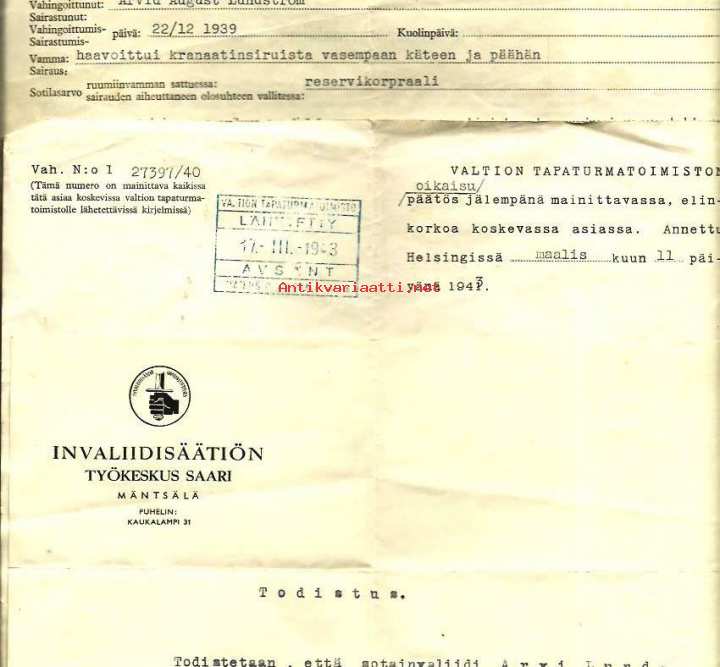 Vahingoittunut: Arvid August Lundström
Sairastunut:
Vahingoittumis- päivä: 22/12 1939 Kuolinpäivä:
Sairastumis-
Vamma: haavoittui kranaatinsiruista vasempaan käteen ja päähän
Sairaus:
Sotilasarvo ruumiinvamman sattuessa: reservikorpraali
sairauden aiheuttaneen olosuhteen vallitessa:
Vah. N:o 1 27397/40
(Tämä numero on mainittava kaikissa
tätä asiaa koskevissa valtion tapaturma-
toimistolle lähetettävissä kirjelmissä)
VALTION TAPATURMATOIMISTO
LÄHETETTY
17.-III.-1943
AVSÄNT
VALTION TAPATURMATOIMISTON
oikaisu/
/päätös jälempänä mainittavassa, elin-
korkoa koskevassa asiassa. Annettu
Helsingissä maalis kuun 11 päi-
vänä 1943.
Antikvariaatti.net
INVALIIDISÄÄTIÖN
TYÖKESKUS SAARI
MÄNTSÄLÄ
PUHELIN:
KAUKALAMPI 31
Todistus.
Todistetaan, että sotainvaliidi Arvi Lund